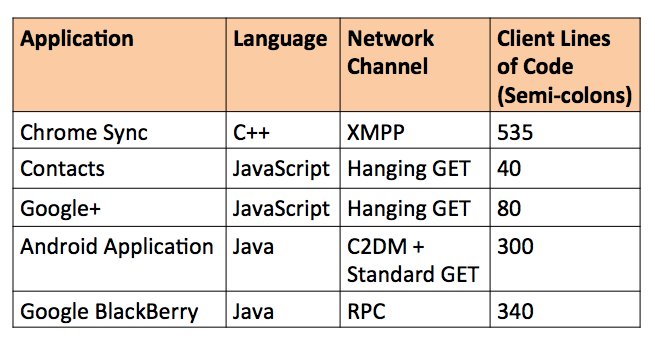 Application Language Network Channel Client Lines of Code (Semi-colons)
Chrome Sync C++ XMPP 535
Contacts JavaScript Hanging GET 40
Google+ JavaScript Hanging GET 80
Android Application Java C2DM + Standard GET 300
Google BlackBerry Java RPC 340